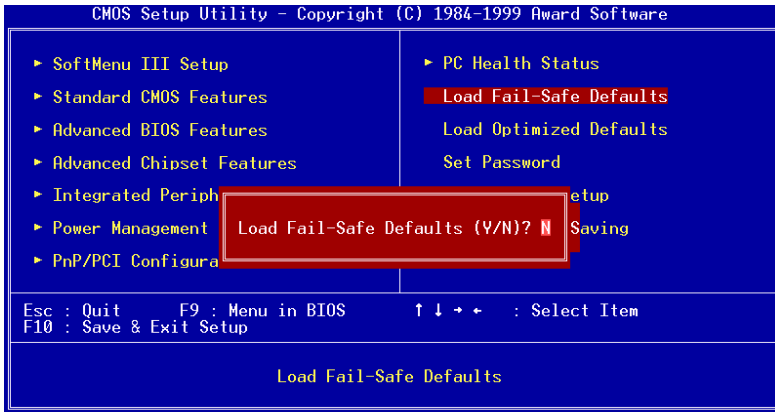 CMOS Setup Utility - Copyright (C) 1984-1999 Award Software
► SoftMenu III Setup
► Standard CMOS Features
► Advanced BIOS Features
► Advanced Chipset Features
► Integrated Periph
► Power Management
► PnP/PCI Configura
► PC Health Status
Load Fail-Safe Defaults
Load Optimized Defaults
Set Password
etup
Saving
Load Fail-Safe Defaults (Y/N)? N
Esc : Quit F9 : Menu in BIOS ↑ ↓ → ← : Select Item
F10 : Save & Exit Setup
Load Fail-Safe Defaults